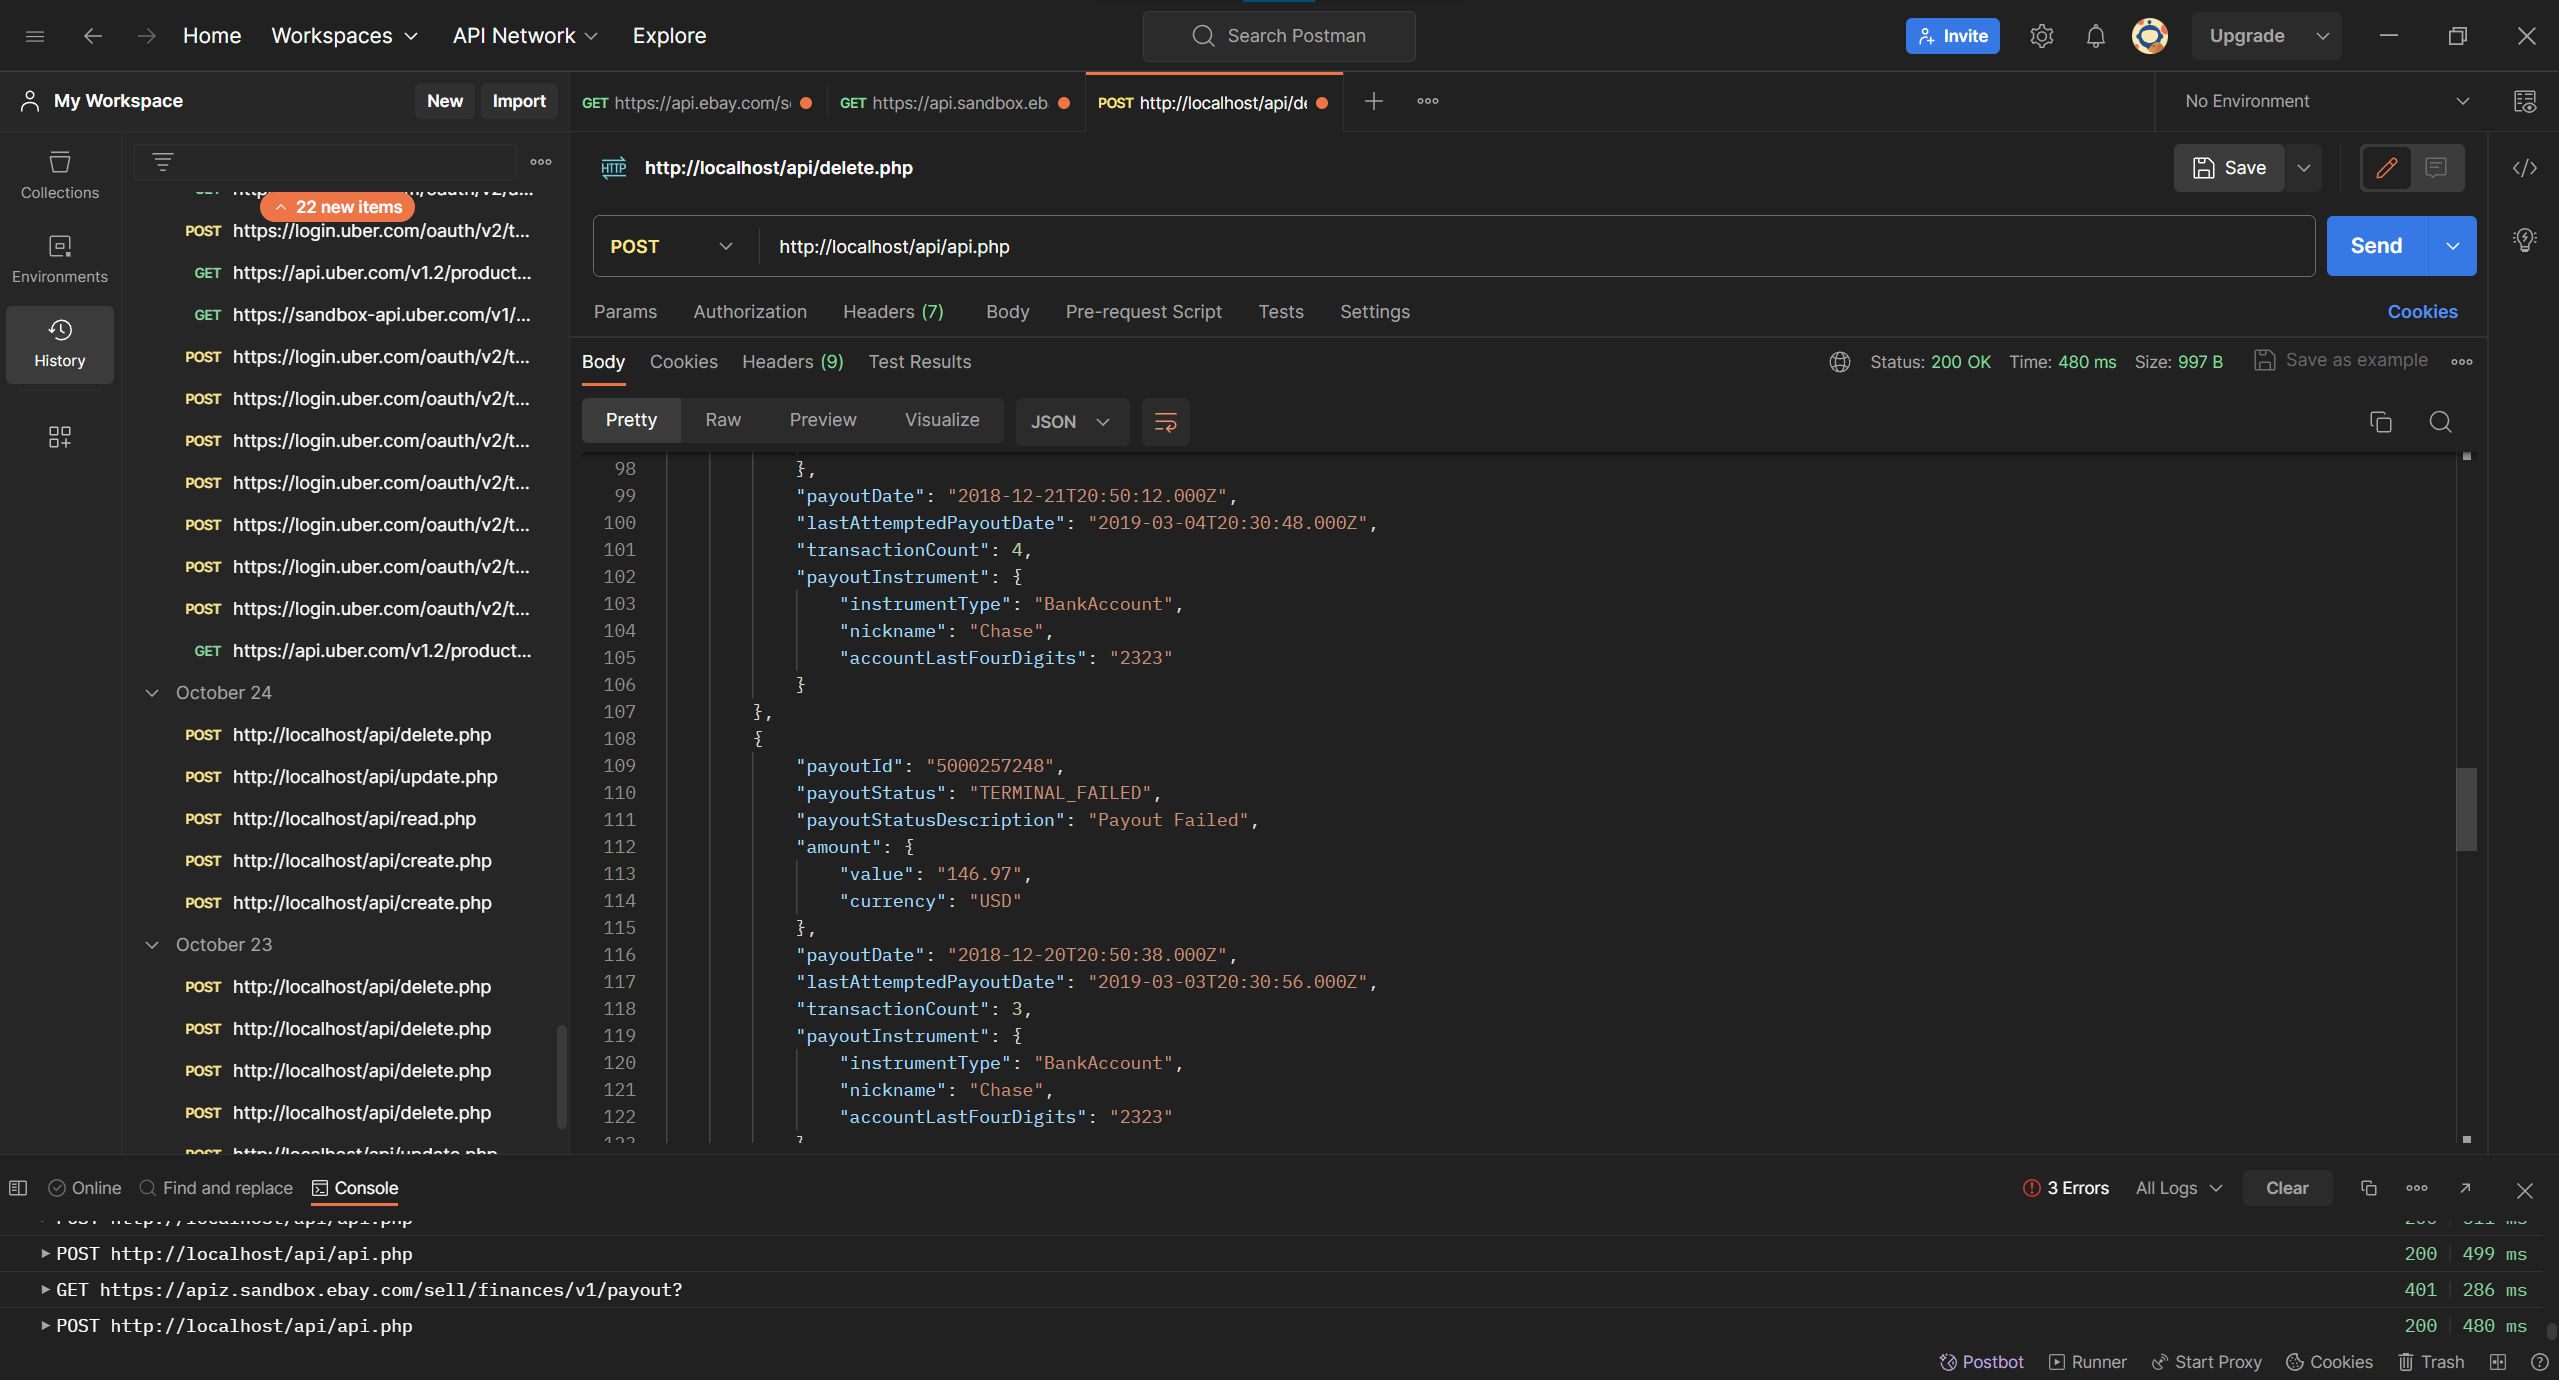 Home Workspaces API Network Explore
Search Postman
Invite
Upgrade
My Workspace
New Import
GET https://api.ebay.com/s
GET https://api.sandbox.eb
POST http://localhost/api/de
No Environment
Collections
Environments
History
22 new items
POST https://login.uber.com/oauth/v2/t...
GET https://api.uber.com/v1.2/product...
GET https://sandbox-api.uber.com/v1/...
POST https://login.uber.com/oauth/v2/t...
POST https://login.uber.com/oauth/v2/t...
POST https://login.uber.com/oauth/v2/t...
POST https://login.uber.com/oauth/v2/t...
POST https://login.uber.com/oauth/v2/t...
POST https://login.uber.com/oauth/v2/t...
POST https://login.uber.com/oauth/v2/t...
GET https://api.uber.com/v1.2/product...
October 24
POST http://localhost/api/delete.php
POST http://localhost/api/update.php
POST http://localhost/api/read.php
POST http://localhost/api/create.php
POST http://localhost/api/create.php
October 23
POST http://localhost/api/delete.php
POST http://localhost/api/delete.php
POST http://localhost/api/delete.php
POST http://localhost/api/delete.php
POST http://localhost/api/update.php
HTTP http://localhost/api/delete.php
Save
POST http://localhost/api/api.php
Send
Params Authorization Headers (7) Body Pre-request Script Tests Settings
Cookies
Body Cookies Headers (9) Test Results
Status: 200 OK Time: 480 ms Size: 997 B
Save as example
Pretty Raw Preview Visualize JSON
98 },
99 "payoutDate": "2018-12-21T20:50:12.000Z",
100 "lastAttemptedPayoutDate": "2019-03-04T20:30:48.000Z",
101 "transactionCount": 4,
102 "payoutInstrument": {
103 "instrumentType": "BankAccount",
104 "nickname": "Chase",
105 "accountLastFourDigits": "2323"
106 }
107 },
108 {
109 "payoutId": "5000257248",
110 "payoutStatus": "TERMINAL_FAILED",
111 "payoutStatusDescription": "Payout Failed",
112 "amount": {
113 "value": "146.97",
114 "currency": "USD"
115 },
116 "payoutDate": "2018-12-20T20:50:38.000Z",
117 "lastAttemptedPayoutDate": "2019-03-03T20:30:56.000Z",
118 "transactionCount": 3,
119 "payoutInstrument": {
120 "instrumentType": "BankAccount",
121 "nickname": "Chase",
122 "accountLastFourDigits": "2323"
123 }
Online Find and replace Console
3 Errors All Logs Clear
POST http://localhost/api/api.php
POST http://localhost/api/api.php 200 499 ms
GET https://apiz.sandbox.ebay.com/sell/finances/v1/payout? 401 286 ms
POST http://localhost/api/api.php 200 480 ms
Postbot Runner Start Proxy Cookies Trash